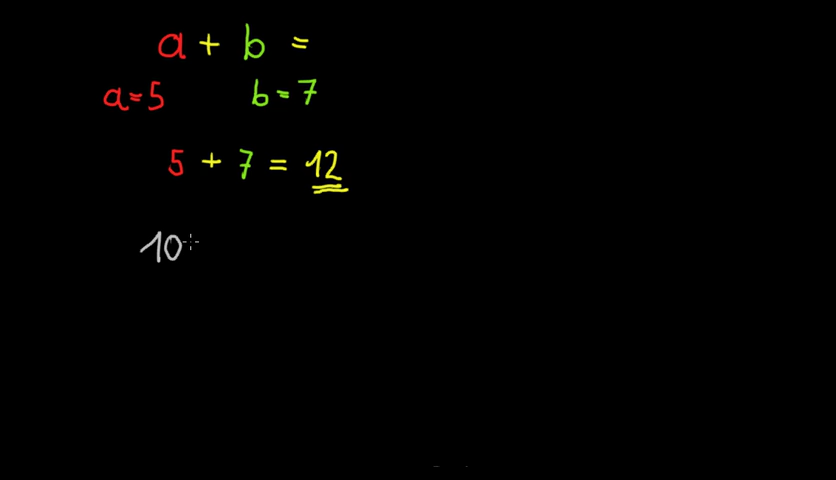 a + b =
a=5 b=7
5 + 7 = 12
10